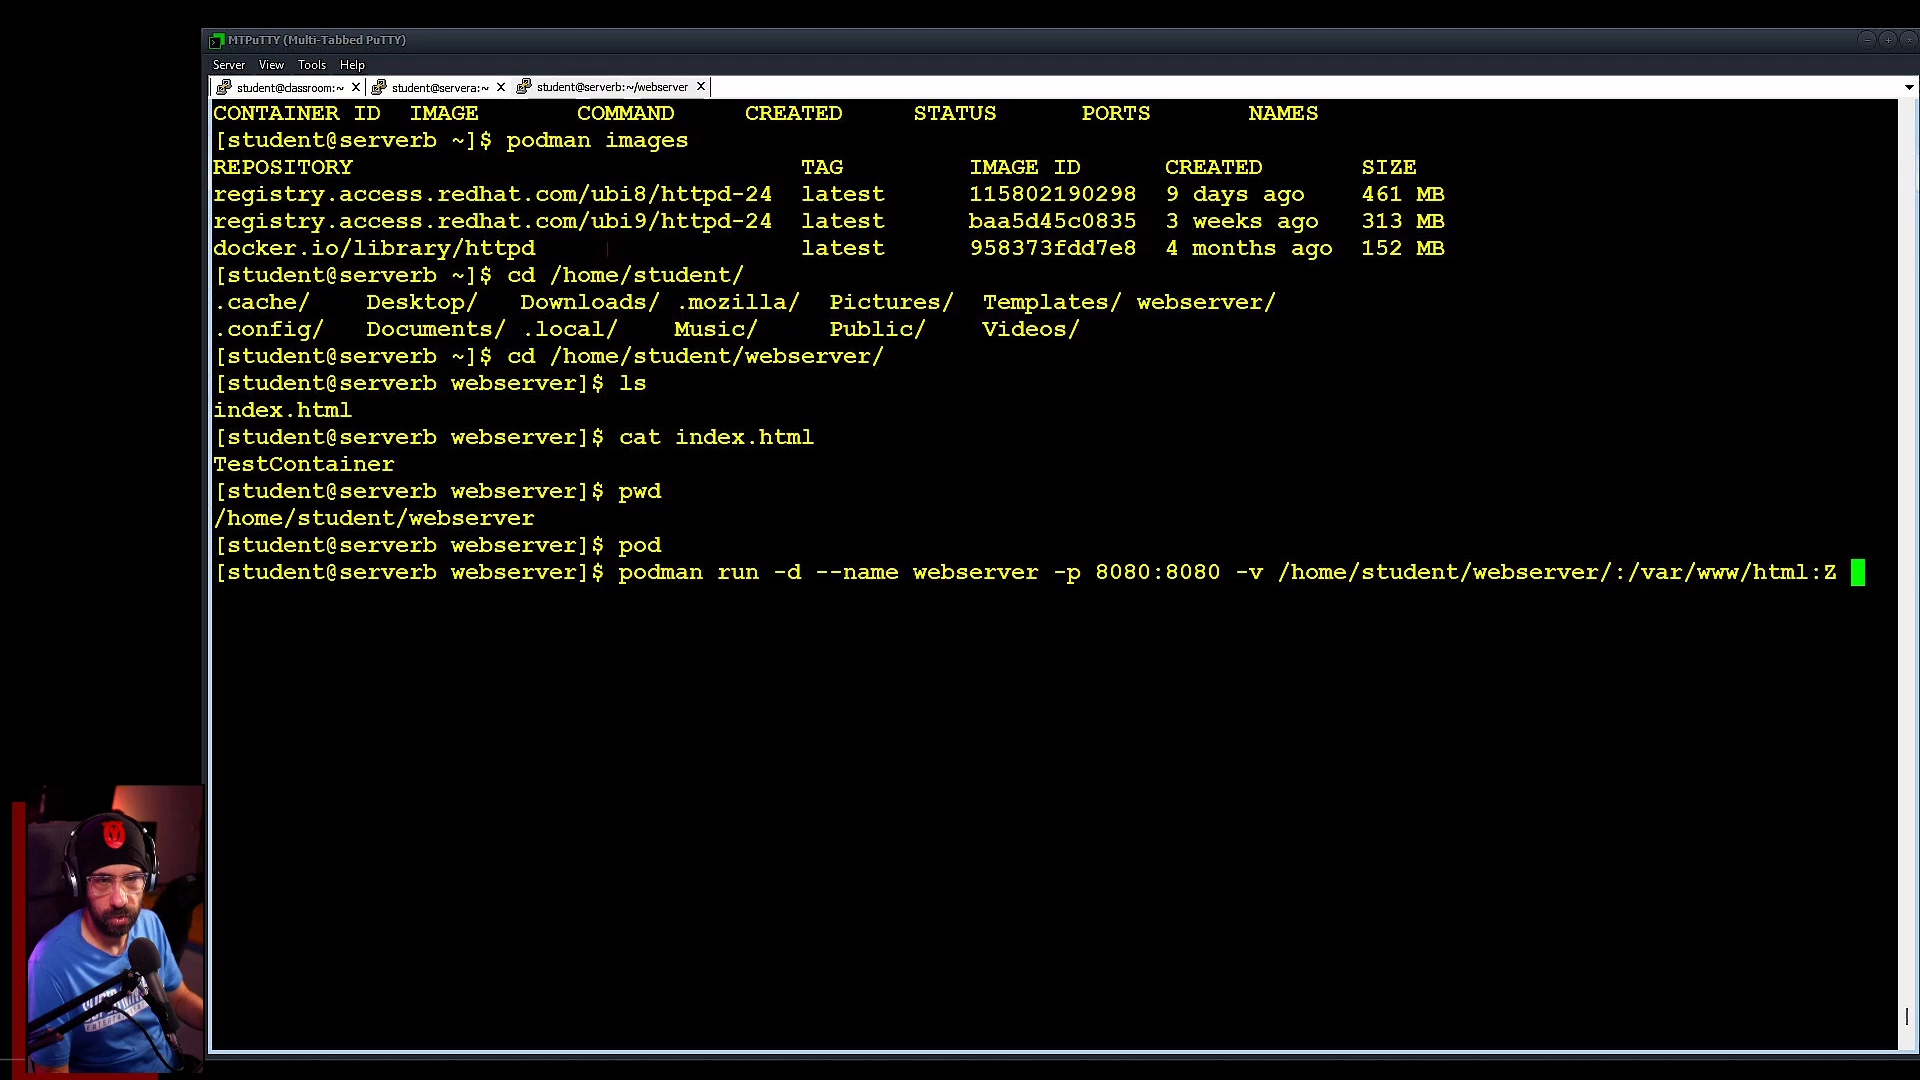 MTPuTTY (Multi-Tabbed PuTTY)
Server View Tools Help
student@classroom:~ student@servera:~ student@serverb:~/webserver
CONTAINER ID IMAGE COMMAND CREATED STATUS PORTS NAMES
[student@serverb ~]$ podman images
REPOSITORY TAG IMAGE ID CREATED SIZE
registry.access.redhat.com/ubi8/httpd-24 latest 115802190298 9 days ago 461 MB
registry.access.redhat.com/ubi9/httpd-24 latest baa5d45c0835 3 weeks ago 313 MB
docker.io/library/httpd latest 958373fdd7e8 4 months ago 152 MB
[student@serverb ~]$ cd /home/student/
.cache/ Desktop/ Downloads/ .mozilla/ Pictures/ Templates/ webserver/
.config/ Documents/ .local/ Music/ Public/ Videos/
[student@serverb ~]$ cd /home/student/webserver/
[student@serverb webserver]$ ls
index.html
[student@serverb webserver]$ cat index.html
TestContainer
[student@serverb webserver]$ pwd
/home/student/webserver
[student@serverb webserver]$ pod
[student@serverb webserver]$ podman run -d --name webserver -p 8080:8080 -v /home/student/webserver/:/var/www/html:Z